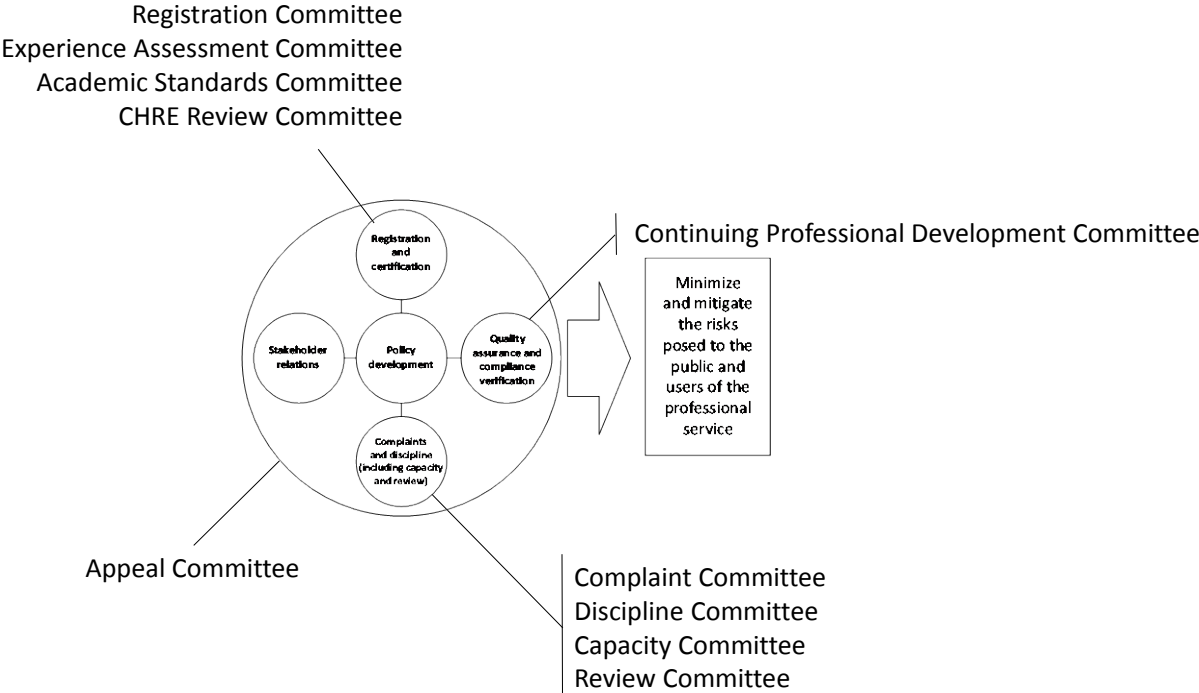 Registration Committee
Experience Assessment Committee
Academic Standards Committee
CHRE Review Committee
Registration
and
certification
Continuing Professional Development Committee
Stakeholder
relations
Policy
development
Quality
assurance and
compliance
verification
Minimize
and mitigate
the risks
posed to the
public and
users of the
professional
service
Complaints
and discipline
(including capacity
and review)
Appeal Committee
Complaint Committee
Discipline Committee
Capacity Committee
Review Committee